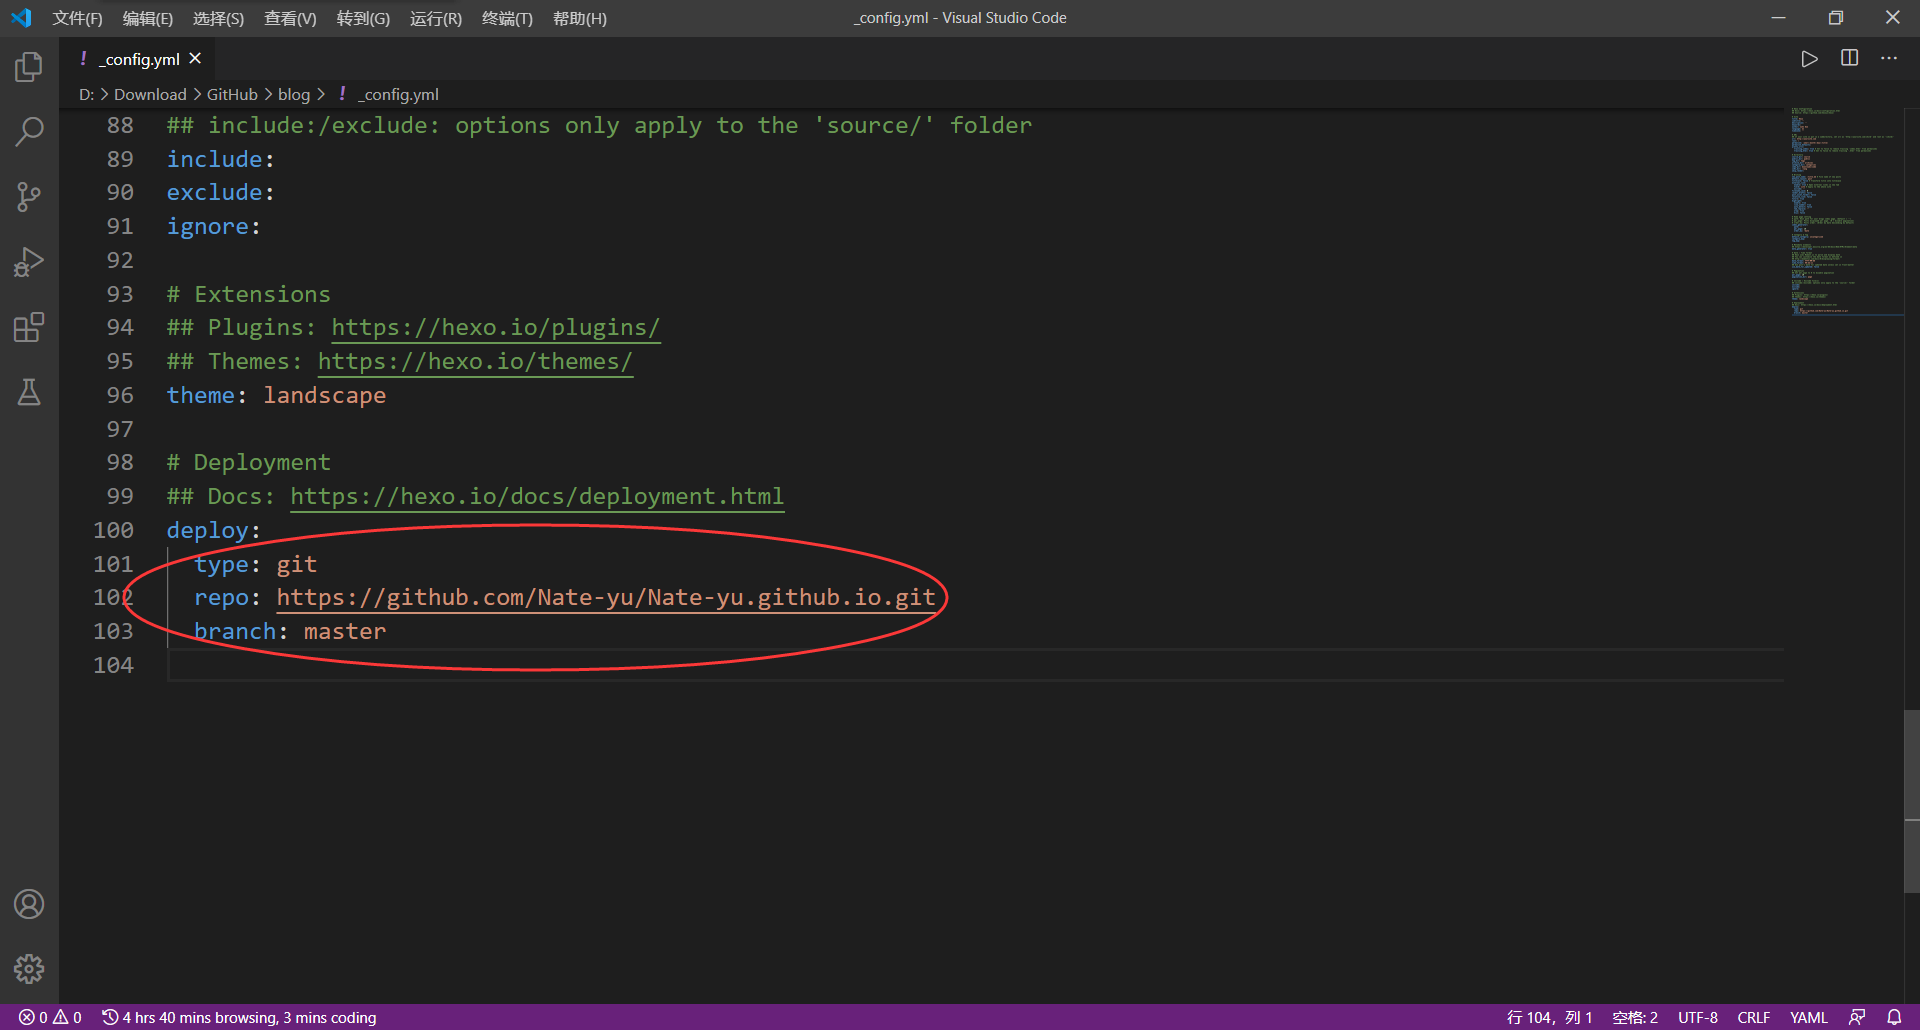 文件(F) 编辑(E) 选择(S) 查看(V) 转到(G) 运行(R) 终端(T) 帮助(H) _config.yml - Visual Studio Code
! _config.yml
D: > Download > GitHub > blog > ! _config.yml
88 ## include:/exclude: options only apply to the 'source/' folder
89 include:
90 exclude:
91 ignore:
92
93 # Extensions
94 ## Plugins: https://hexo.io/plugins/
95 ## Themes: https://hexo.io/themes/
96 theme: landscape
97
98 # Deployment
99 ## Docs: https://hexo.io/docs/deployment.html
100 deploy:
101 type: git
102 repo: https://github.com/Nate-yu/Nate-yu.github.io.git
103 branch: master
104
0 0 4 hrs 40 mins browsing, 3 mins coding 行 104，列 1 空格: 2 UTF-8 CRLF YAML